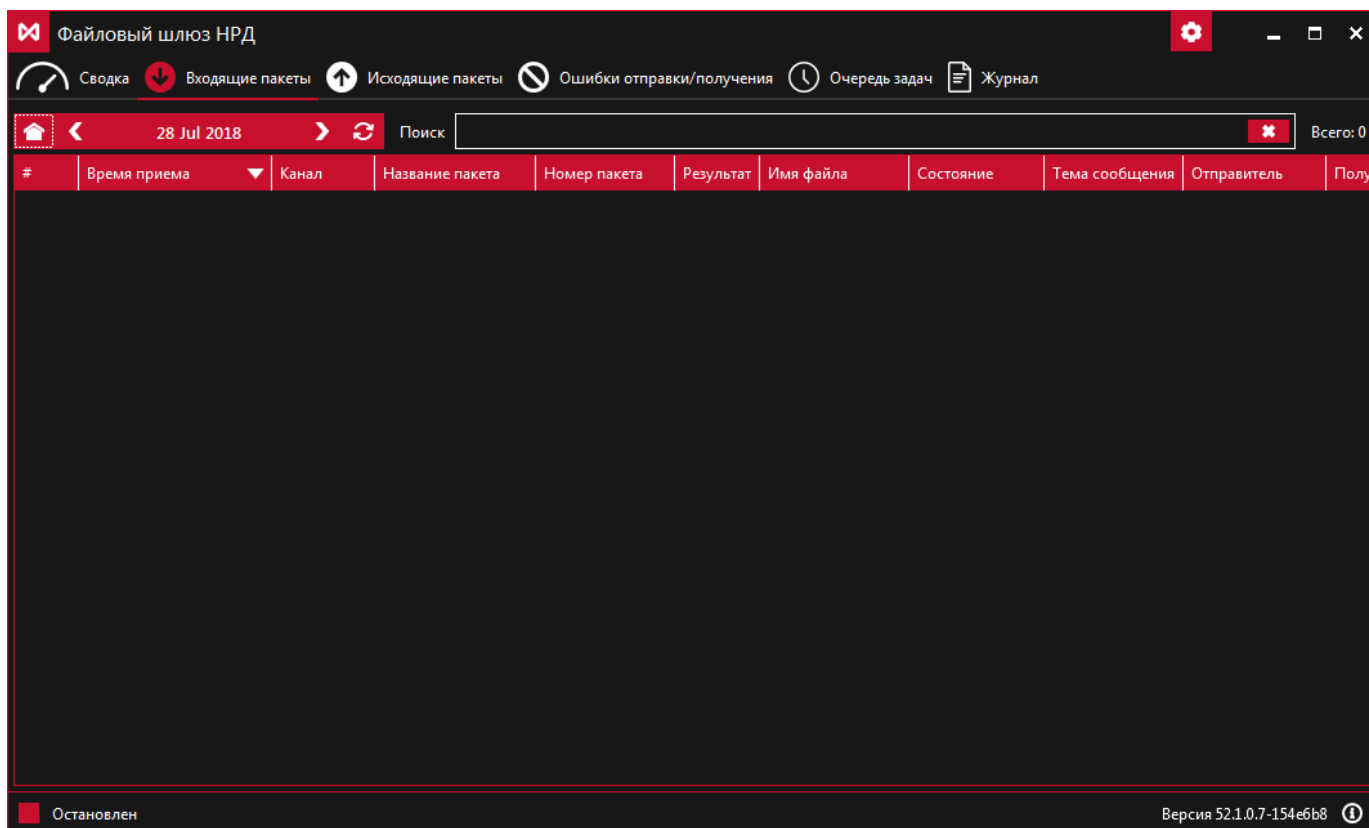 Файловый шлюз НРД
Сводка Входящие пакеты Исходящие пакеты Ошибки отправки/получения Очередь задач Журнал
28 Jul 2018 Поиск Всего: 0
# Время приема Канал Название пакета Номер пакета Результат Имя файла Состояние Тема сообщения Отправитель Полу
Остановлен Версия 52.1.0.7-154e6b8